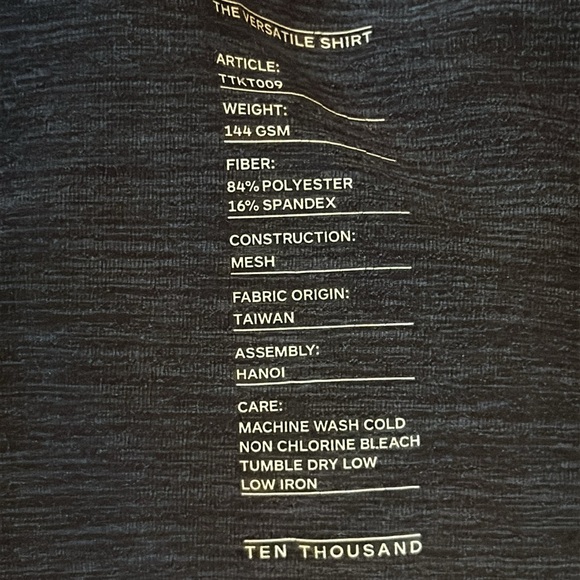 THE VERSATILE SHIRT
ARTICLE:
TTKT009
WEIGHT:
144 GSM
FIBER:
84% POLYESTER
16% SPANDEX
CONSTRUCTION:
MESH
FABRIC ORIGIN:
TAIWAN
ASSEMBLY:
HANOI
CARE:
MACHINE WASH COLD
NON CHLORINE BLEACH
TUMBLE DRY LOW
LOW IRON
TEN THOUSAND